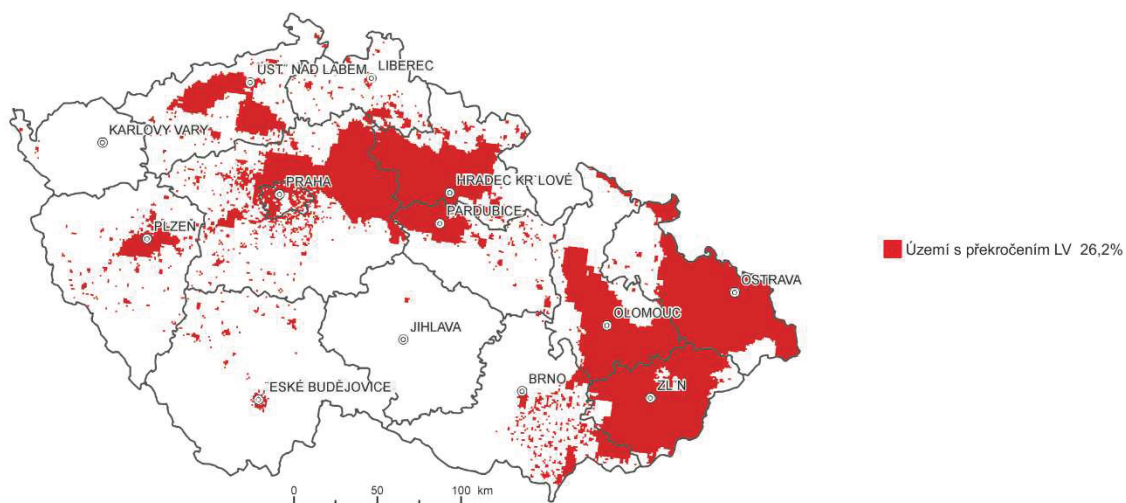 ÚST¨ NAD LABEM
LIBEREC
KARLOVY VARY
PRAHA
HRADEC KR¨LOVÉ
PARDUBICE
PLZEŇ
Území s překročením LV 26,2%
OSTRAVA
OLOMOUC
JIHLAVA
BRNO
ZL¨N
¨ESKÉ BUDĚJOVICE
0 50 100 km